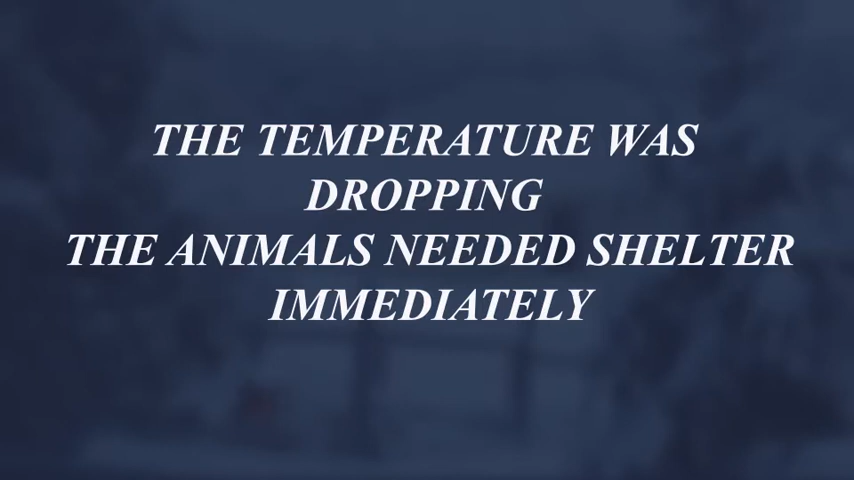 THE TEMPERATURE WAS
DROPPING
THE ANIMALS NEEDED SHELTER
IMMEDIATELY